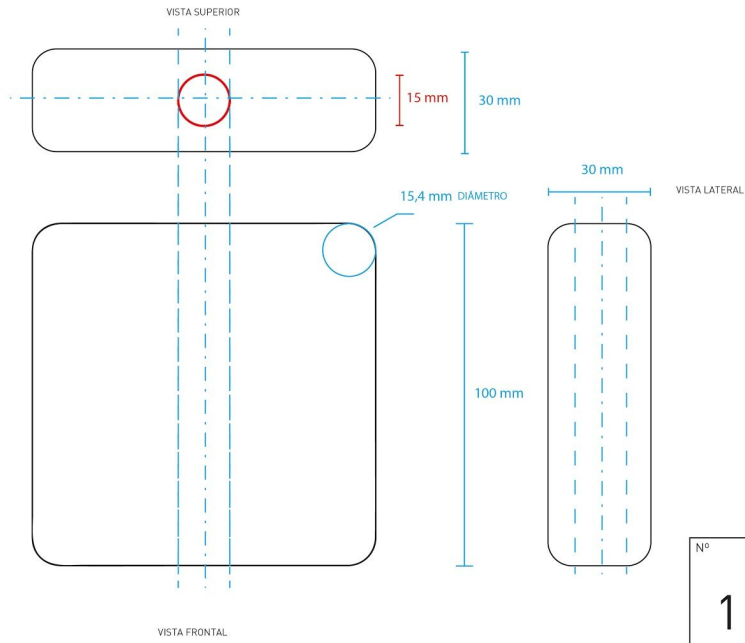 VISTA SUPERIOR
15 mm
30 mm
30 mm
15,4 mm DIÂMETRO
VISTA LATERAL
100 mm
Nº
1
VISTA FRONTAL